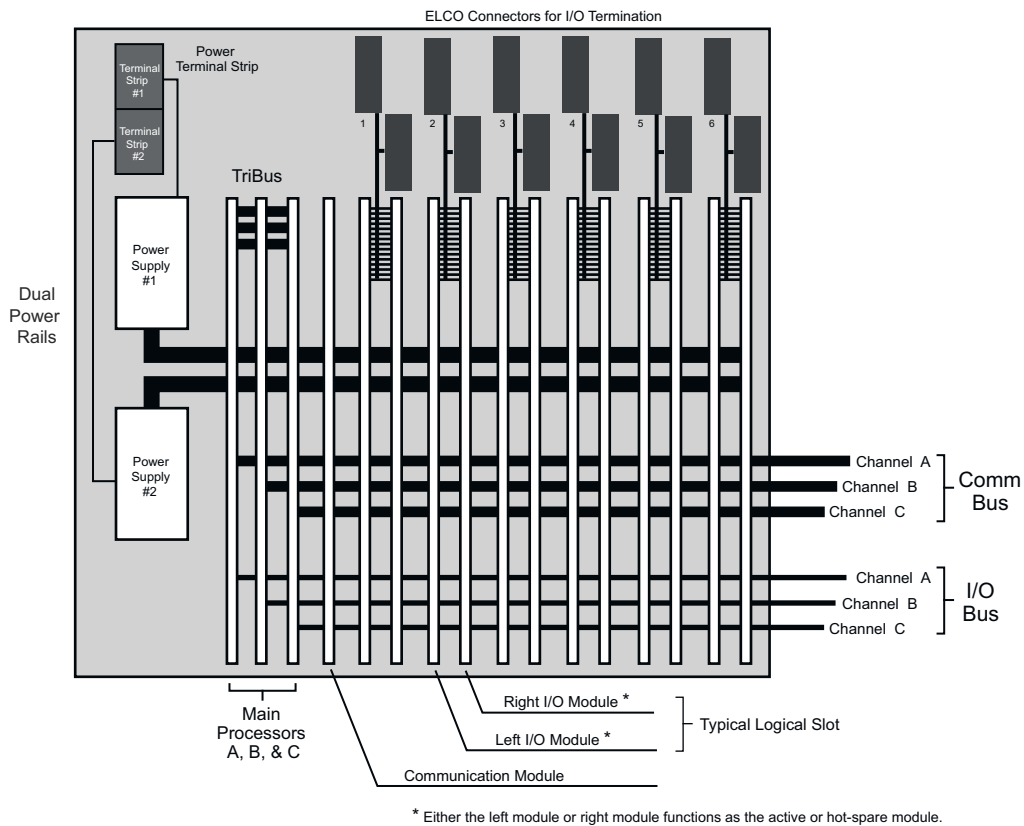 ELCO Connectors for I/O Termination
Power
Terminal Strip
Terminal
Strip
#1
Terminal
Strip
#2
1
2
3
4
5
6
TriBus
Power
Supply
#1
Dual
Power
Rails
Power
Supply
#2
Channel A
Channel B
Channel C
Comm
Bus
Channel A
Channel B
Channel C
I/O
Bus
Main
Processors
A, B, & C
Right I/O Module *
Left I/O Module *
Typical Logical Slot
Communication Module
* Either the left module or right module functions as the active or hot-spare module.